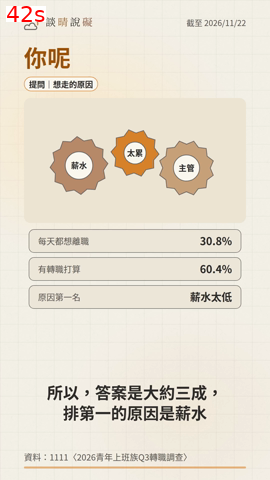 42s
談晴說礙
截至 2026/11/22
你呢
提問｜想走的原因
薪水
太累
主管
每天都想離職 30.8%
有轉職打算 60.4%
原因第一名 薪水太低
所以，答案是大約三成，
排第一的原因是薪水
資料：1111〈2026青年上班族Q3轉職調查〉